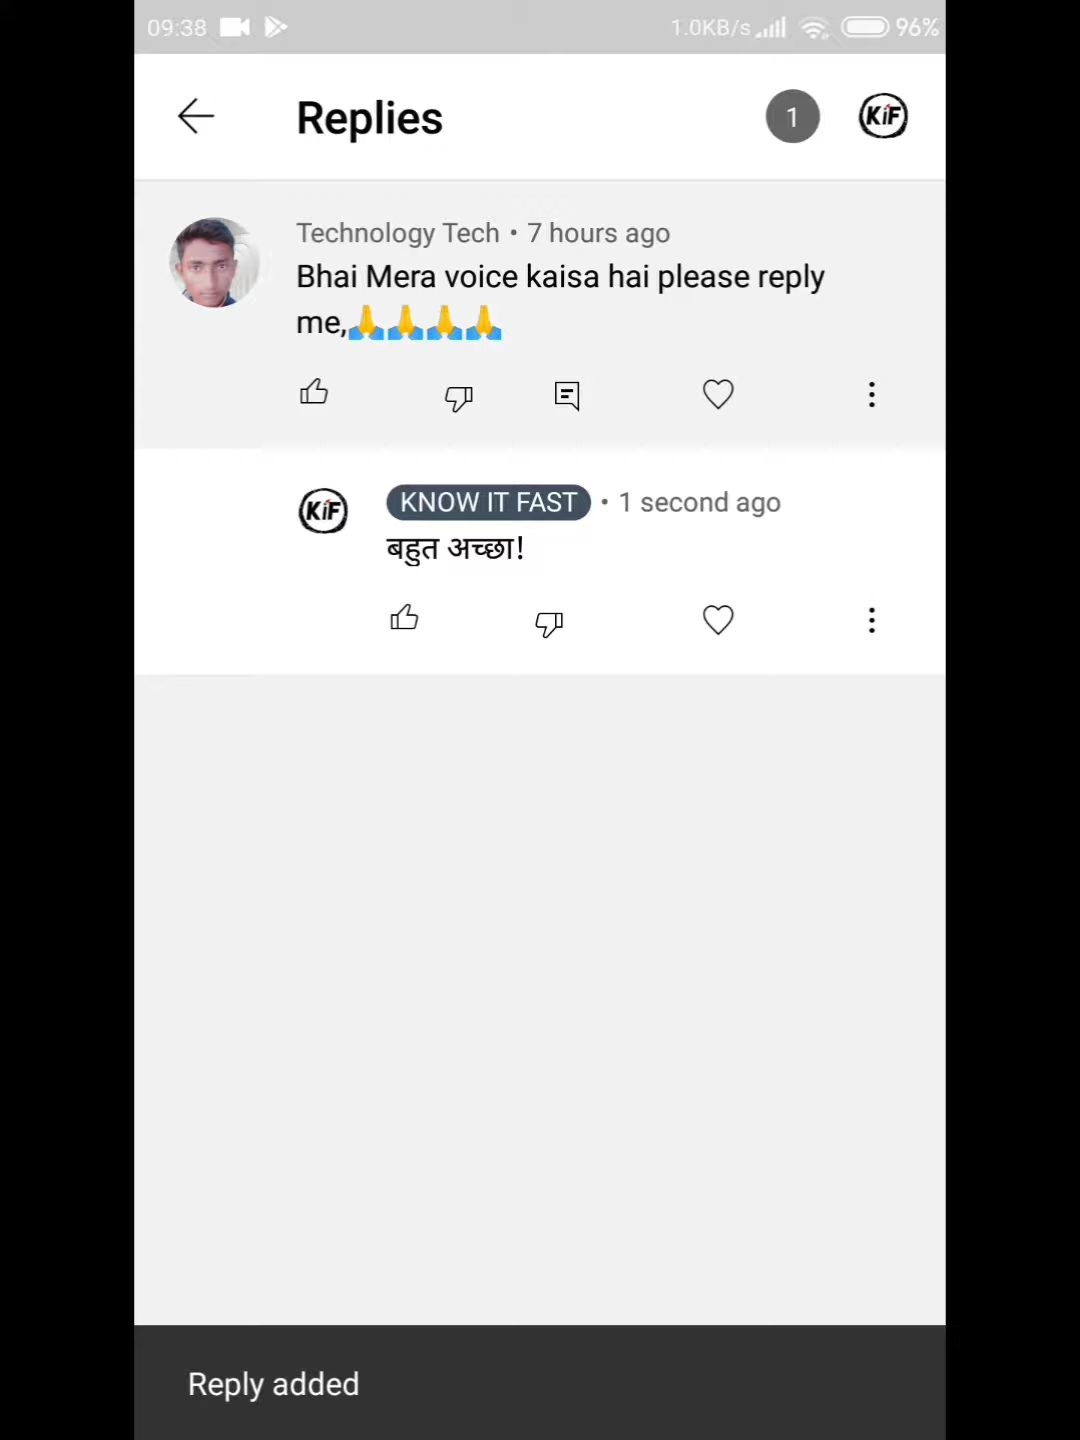 09:38 1.0KB/s 96%
Replies 1 KiF
Technology Tech • 7 hours ago
Bhai Mera voice kaisa hai please reply
me,🙏🙏🙏🙏
KiF KNOW IT FAST • 1 second ago
बहुत अच्छा!
Reply added